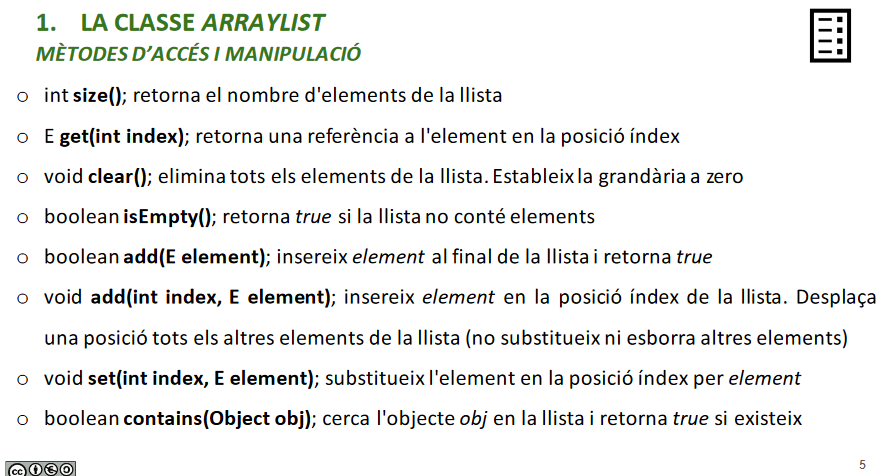 1. LA CLASSE ARRAYLIST
MÈTODES D'ACCÉS I MANIPULACIÓ
o int size(); retorna el nombre d'elements de la llista
o E get(int index); retorna una referència a l'element en la posició índex
o void clear(); elimina tots els elements de la llista. Estableix la grandària a zero
o boolean isEmpty(); retorna true si la llista no conté elements
o boolean add(E element); insereix element al final de la llista i retorna true
o void add(int index, E element); insereix element en la posició índex de la llista. Desplaça
una posició tots els altres elements de la llista (no substitueix ni esborra altres elements)
o void set(int index, E element); substitueix l'element en la posició índex per element
o boolean contains(Object obj); cerca l'objecte obj en la llista i retorna true si existeix
cc
5